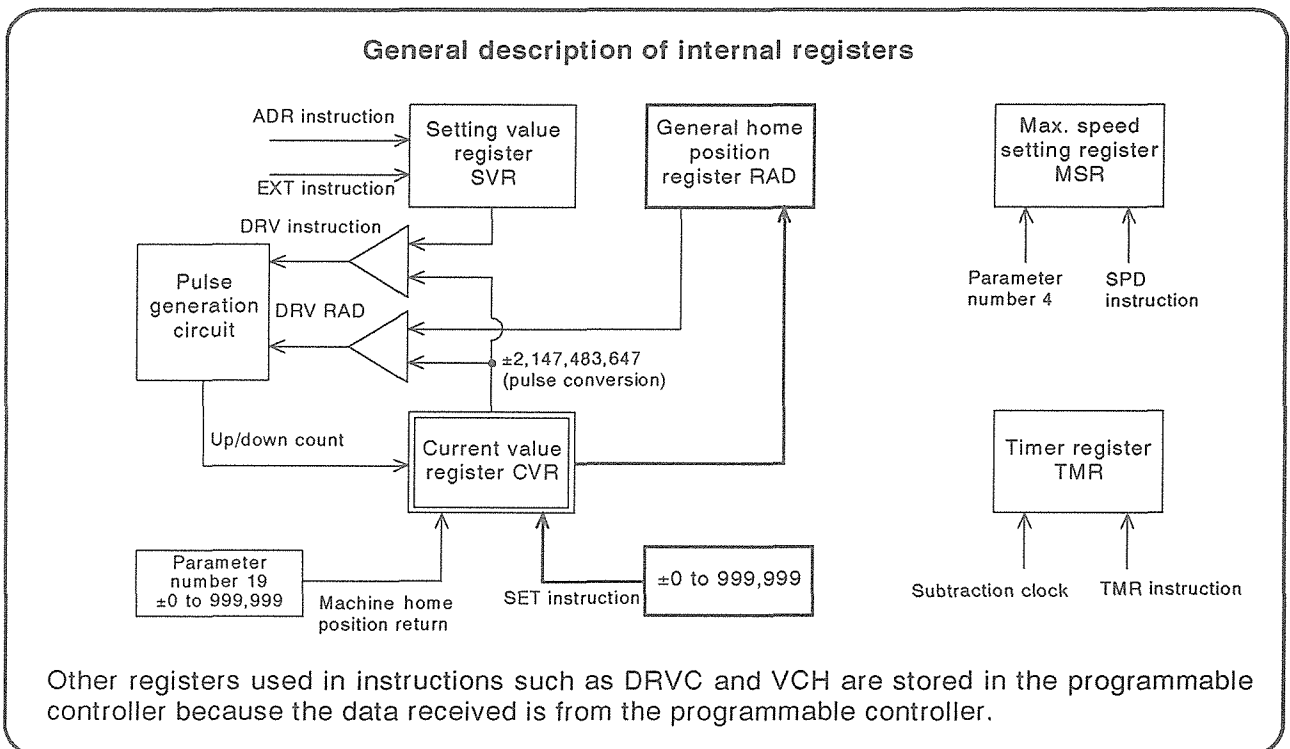 General description of internal registers
ADR instruction
EXT instruction
Setting value
register
SVR
General home
position
register RAD
Max. speed
setting register
MSR
DRV instruction
Pulse
generation
circuit
DRV RAD
Parameter
number 4
SPD
instruction
±2,147,483,647
(pulse conversion)
Up/down count
Current value
register CVR
Timer register
TMR
Parameter
number 19
±0 to 999,999
Machine home
position return
SET instruction
±0 to 999,999
Subtraction clock
TMR instruction
Other registers used in instructions such as DRVC and VCH are stored in the programmable
controller because the data received is from the programmable controller.